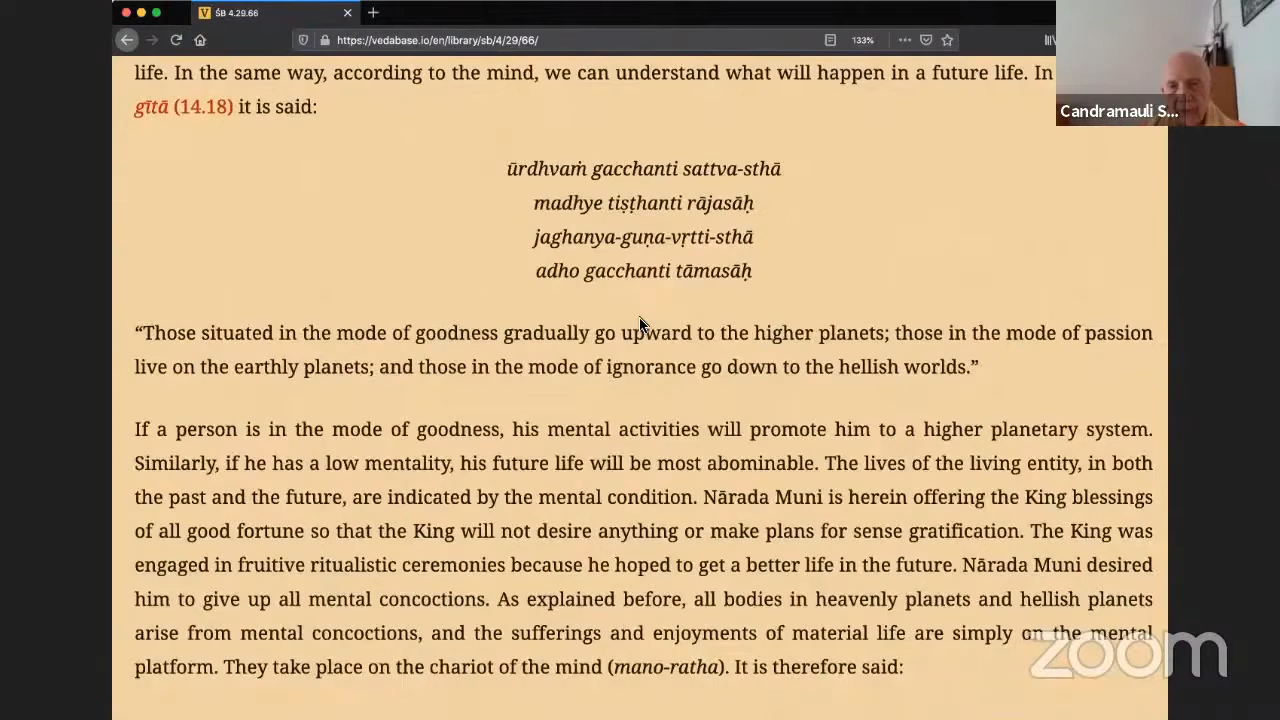 ŚB 4.29.66
https://vedabase.io/en/library/sb/4/29/66/
133%
Candramauli S...
life. In the same way, according to the mind, we can understand what will happen in a future life. In
gītā (14.18) it is said:
ūrdhvaṁ gacchanti sattva-sthā
madhye tiṣṭhanti rājasāḥ
jaghanya-guṇa-vṛtti-sthā
adho gacchanti tāmasāḥ
“Those situated in the mode of goodness gradually go upward to the higher planets; those in the mode of passion
live on the earthly planets; and those in the mode of ignorance go down to the hellish worlds.”
If a person is in the mode of goodness, his mental activities will promote him to a higher planetary system.
Similarly, if he has a low mentality, his future life will be most abominable. The lives of the living entity, in both
the past and the future, are indicated by the mental condition. Nārada Muni is herein offering the King blessings
of all good fortune so that the King will not desire anything or make plans for sense gratification. The King was
engaged in fruitive ritualistic ceremonies because he hoped to get a better life in the future. Nārada Muni desired
him to give up all mental concoctions. As explained before, all bodies in heavenly planets and hellish planets
arise from mental concoctions, and the sufferings and enjoyments of material life are simply on the mental
platform. They take place on the chariot of the mind (mano-ratha). It is therefore said:
zoom